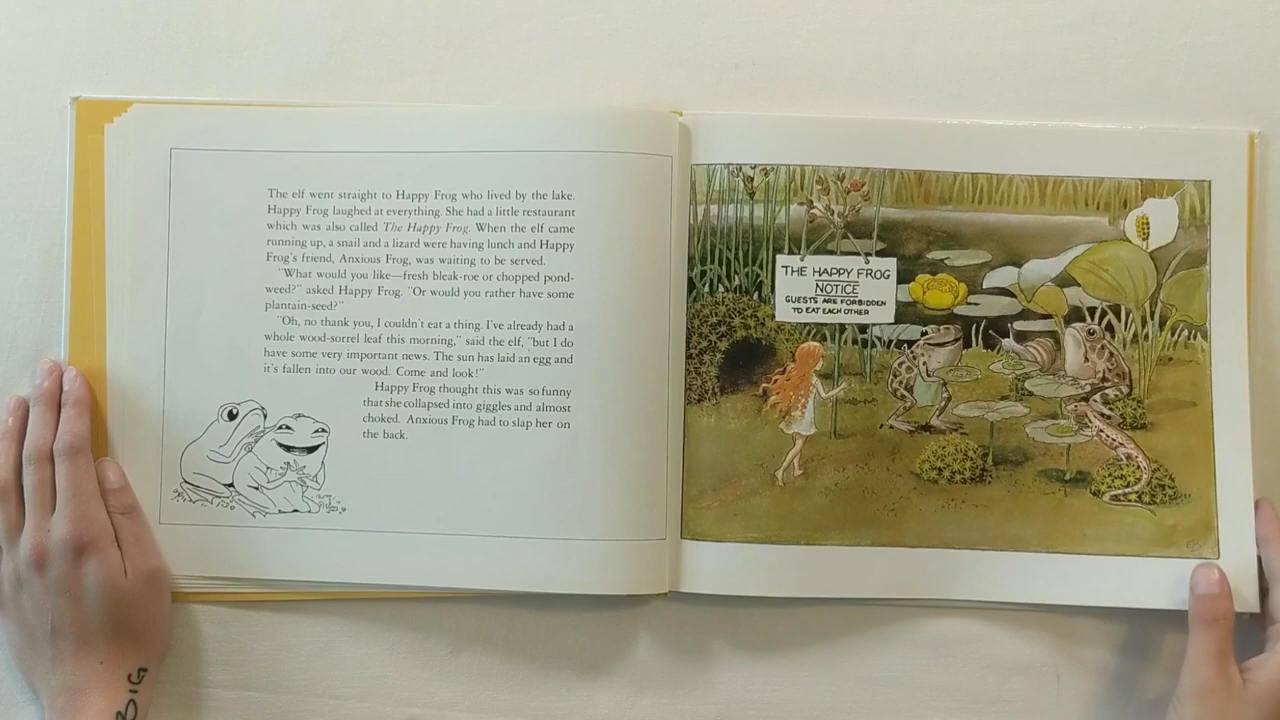 The elf went straight to Happy Frog who lived by the lake.
Happy Frog laughed at everything. She had a little restaurant
which was also called The Happy Frog. When the elf came
running up, a snail and a lizard were having lunch and Happy
Frog's friend, Anxious Frog, was waiting to be served.
"What would you like—fresh bleak-roe or chopped pond-
weed?" asked Happy Frog. "Or would you rather have some
plantain-seed?"
"Oh, no thank you, I couldn't eat a thing. I've already had a
whole wood-sorrel leaf this morning," said the elf, "but I do
have some very important news. The sun has laid an egg and
it's fallen into our wood. Come and look!"
Happy Frog thought this was so funny
that she collapsed into giggles and almost
choked. Anxious Frog had to slap her on
the back.
THE HAPPY FROG
NOTICE
GUESTS ARE FORBIDDEN
TO EAT EACH OTHER
EB
BIG